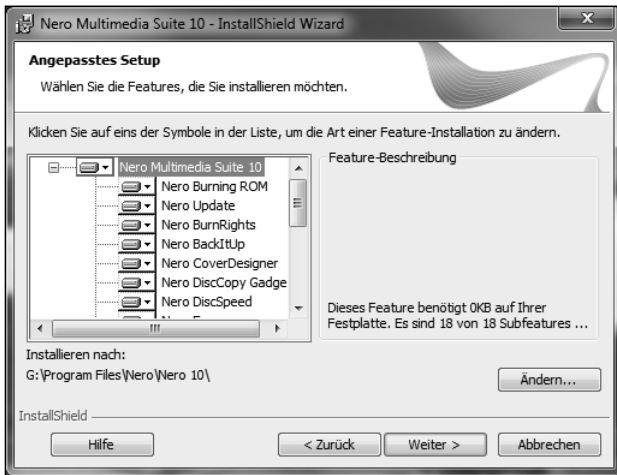 Nero Multimedia Suite 10 - InstallShield Wizard
Angepasstes Setup
Wählen Sie die Features, die Sie installieren möchten.
Klicken Sie auf eins der Symbole in der Liste, um die Art einer Feature-Installation zu ändern.
Nero Multimedia Suite 10
Nero Burning ROM
Nero Update
Nero BurnRights
Nero BackItUp
Nero CoverDesigner
Nero DiscCopy Gadge
Nero DiscSpeed
Feature-Beschreibung
Dieses Feature benötigt 0KB auf Ihrer
Festplatte. Es sind 18 von 18 Subfeatures ...
Installieren nach:
G:\Program Files\Nero\Nero 10\
Ändern...
InstallShield
Hilfe
< Zurück
Weiter >
Abbrechen